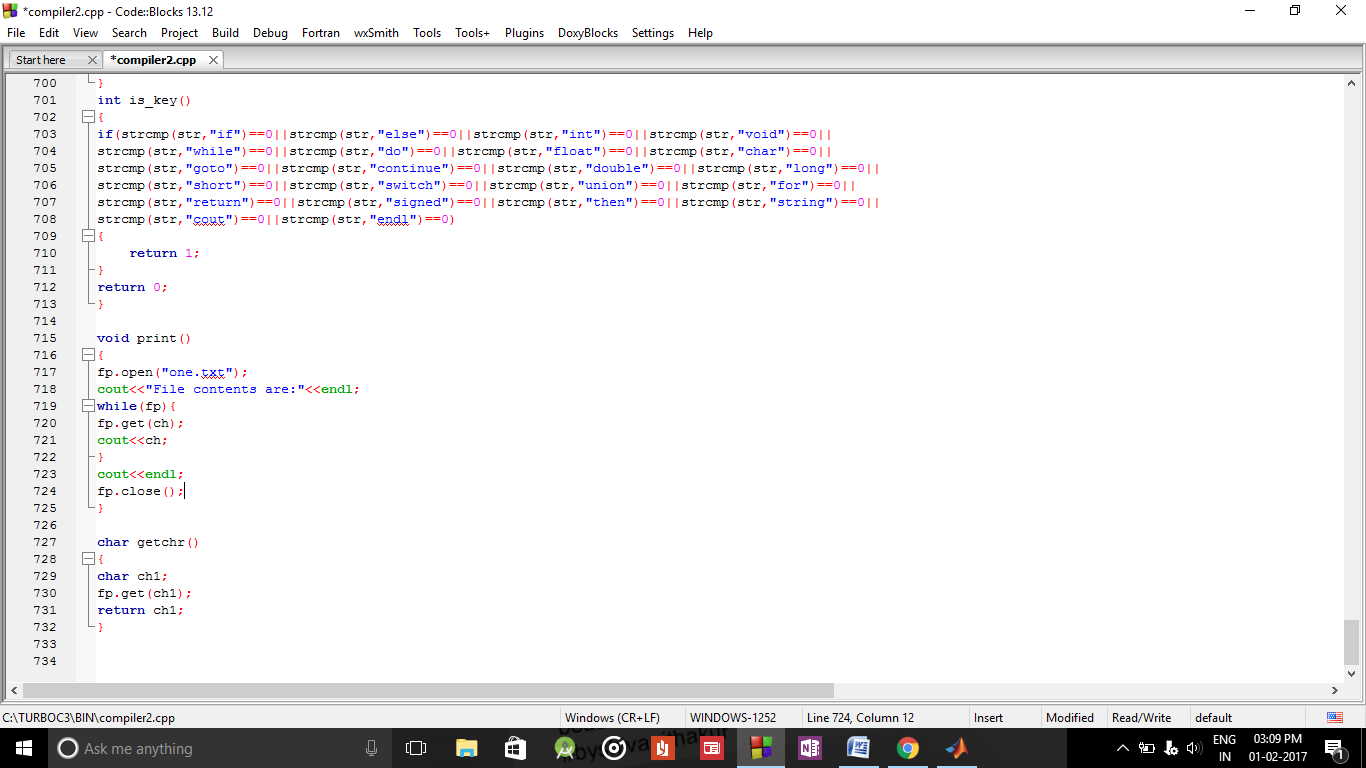 *compiler2.cpp - Code::Blocks 13.12
File Edit View Search Project Build Debug Fortran wxSmith Tools Tools+ Plugins DoxyBlocks Settings Help
Start here *compiler2.cpp
700 }
701 int is_key()
702 {
703 if(strcmp(str,"if")==0||strcmp(str,"else")==0||strcmp(str,"int")==0||strcmp(str,"void")==0||
704 strcmp(str,"while")==0||strcmp(str,"do")==0||strcmp(str,"float")==0||strcmp(str,"char")==0||
705 strcmp(str,"goto")==0||strcmp(str,"continue")==0||strcmp(str,"double")==0||strcmp(str,"long")==0||
706 strcmp(str,"short")==0||strcmp(str,"switch")==0||strcmp(str,"union")==0||strcmp(str,"for")==0||
707 strcmp(str,"return")==0||strcmp(str,"signed")==0||strcmp(str,"then")==0||strcmp(str,"string")==0||
708 strcmp(str,"cout")==0||strcmp(str,"endl")==0)
709 {
710     return 1;
711 }
712 return 0;
713 }
714
715 void print()
716 {
717 fp.open("one.txt");
718 cout<<"File contents are:"<<endl;
719 while(fp){
720 fp.get(ch);
721 cout<<ch;
722 }
723 cout<<endl;
724 fp.close();
725 }
726
727 char getchr()
728 {
729 char ch1;
730 fp.get(ch1);
731 return ch1;
732 }
733
734
C:\TURBOC3\BIN\compiler2.cpp Windows (CR+LF) WINDOWS-1252 Line 724, Column 12 Insert Modified Read/Write default
Ask me anything
ENG 03:09 PM
IN 01-02-2017 1